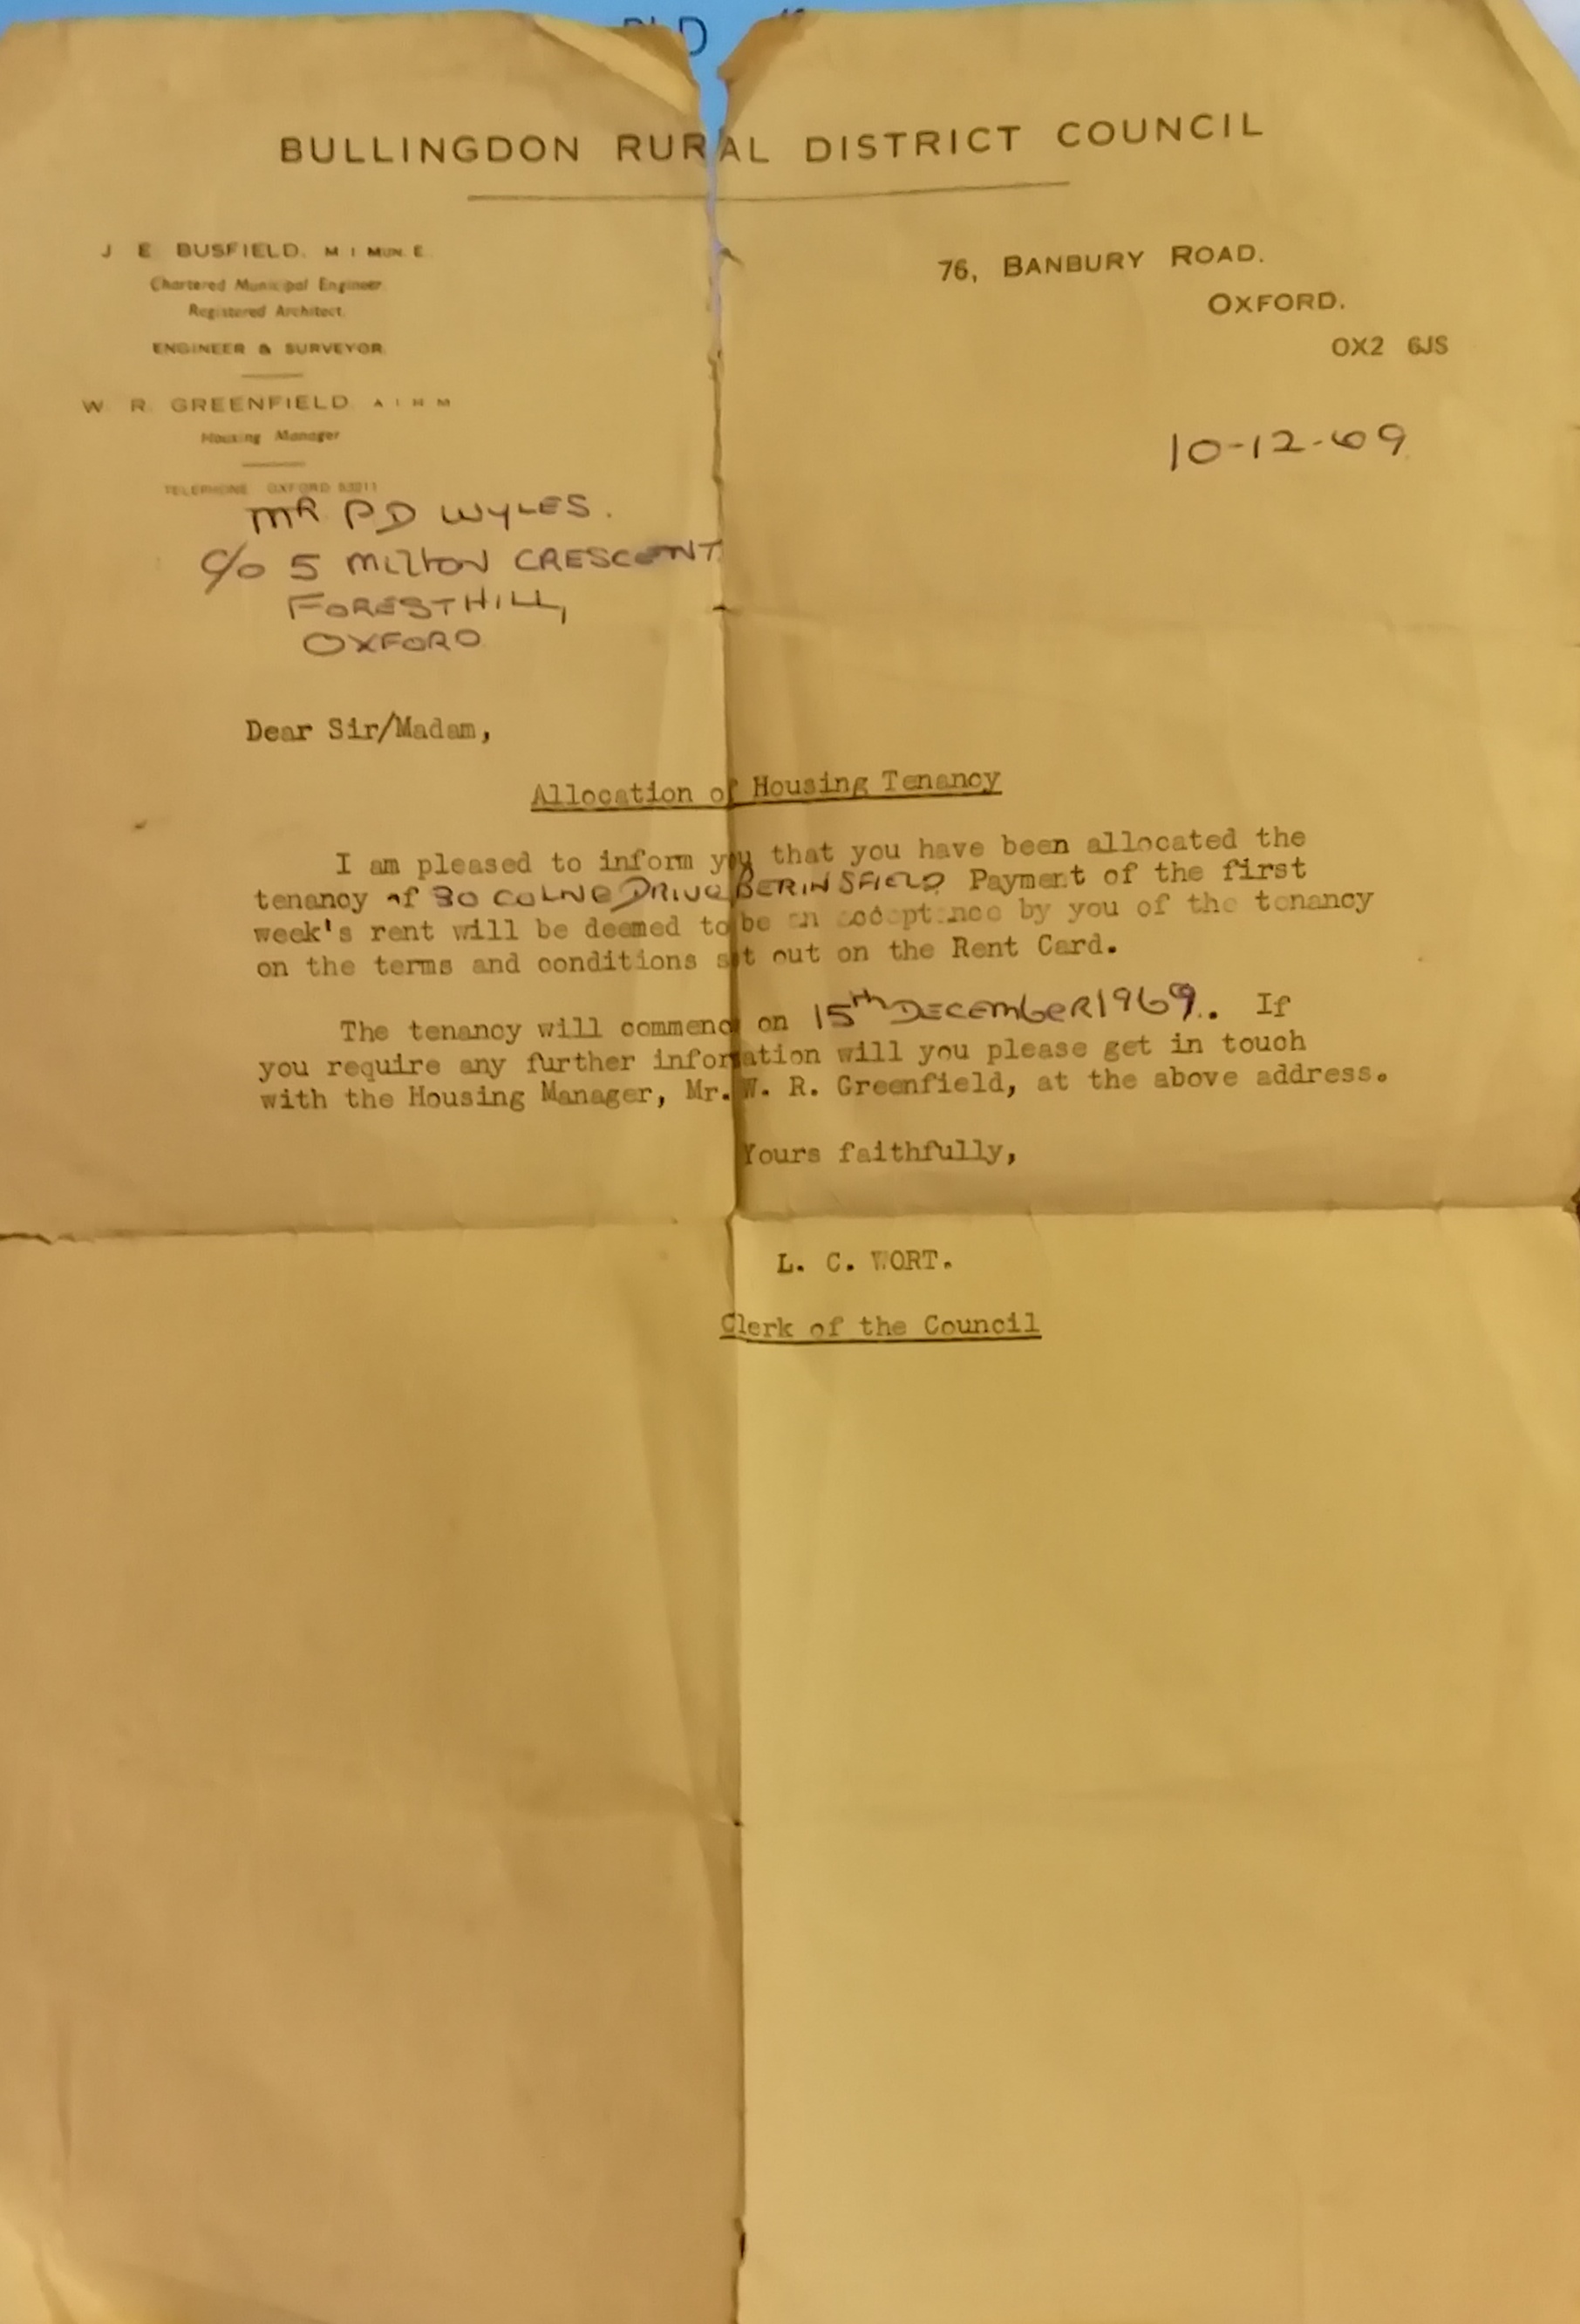 BULLINGDON RURAL DISTRICT COUNCIL
J E BUSFIELD. M I MUN. E.
Chartered Municipal Engineer
Registered Architect.
ENGINEER & SURVEYOR
W. R. GREENFIELD A I H M
Housing Manager
TELEPHONE OXFORD
76, BANBURY ROAD.
OXFORD.
OX2 6JS
10-12-69
MR PD WYLES.
C/o 5 MILTON CRESCENT
FORESTHILL,
OXFORD
Dear Sir/Madam,
Allocation of Housing Tenancy
I am pleased to inform you that you have been allocated the
tenancy of 30 COLNE DRIVE BERINSFIELD Payment of the first
week's rent will be deemed to be an acceptance by you of the tenancy
on the terms and conditions set out on the Rent Card.
The tenancy will commence on 15th DECEMBER 1969. If
you require any further information will you please get in touch
with the Housing Manager, Mr. W. R. Greenfield, at the above address.
Yours faithfully,
L. C. WORT.
Clerk of the Council